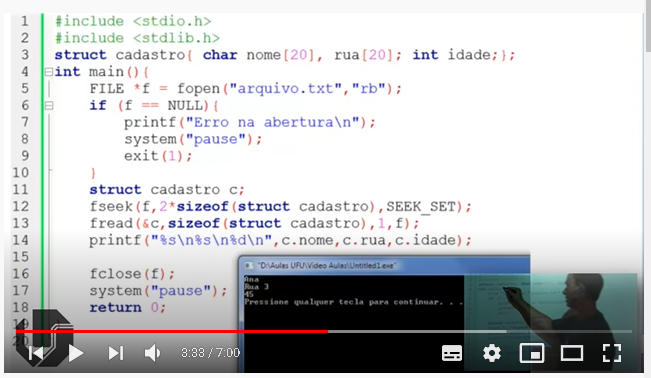 1 #include <stdio.h>
2 #include <stdlib.h>
3 struct cadastro{ char nome[20], rua[20]; int idade;};
4 int main(){
5 FILE *f = fopen("arquivo.txt","rb");
6 if (f == NULL){
7 printf("Erro na abertura\n");
8 system("pause");
9 exit(1);
10 }
11 struct cadastro c;
12 fseek(f,2*sizeof(struct cadastro),SEEK_SET);
13 fread(&c,sizeof(struct cadastro),1,f);
14 printf("%s\n%s\n%d\n",c.nome,c.rua,c.idade);
15
16 fclose(f);
17 system("pause");
18 return 0;
19
20
"D:\Aulas UFU\Video Aulas\Untitled1.exe"
Ana
Rua 3
45
Pressione qualquer tecla para continuar. . .
3:33 / 7:00